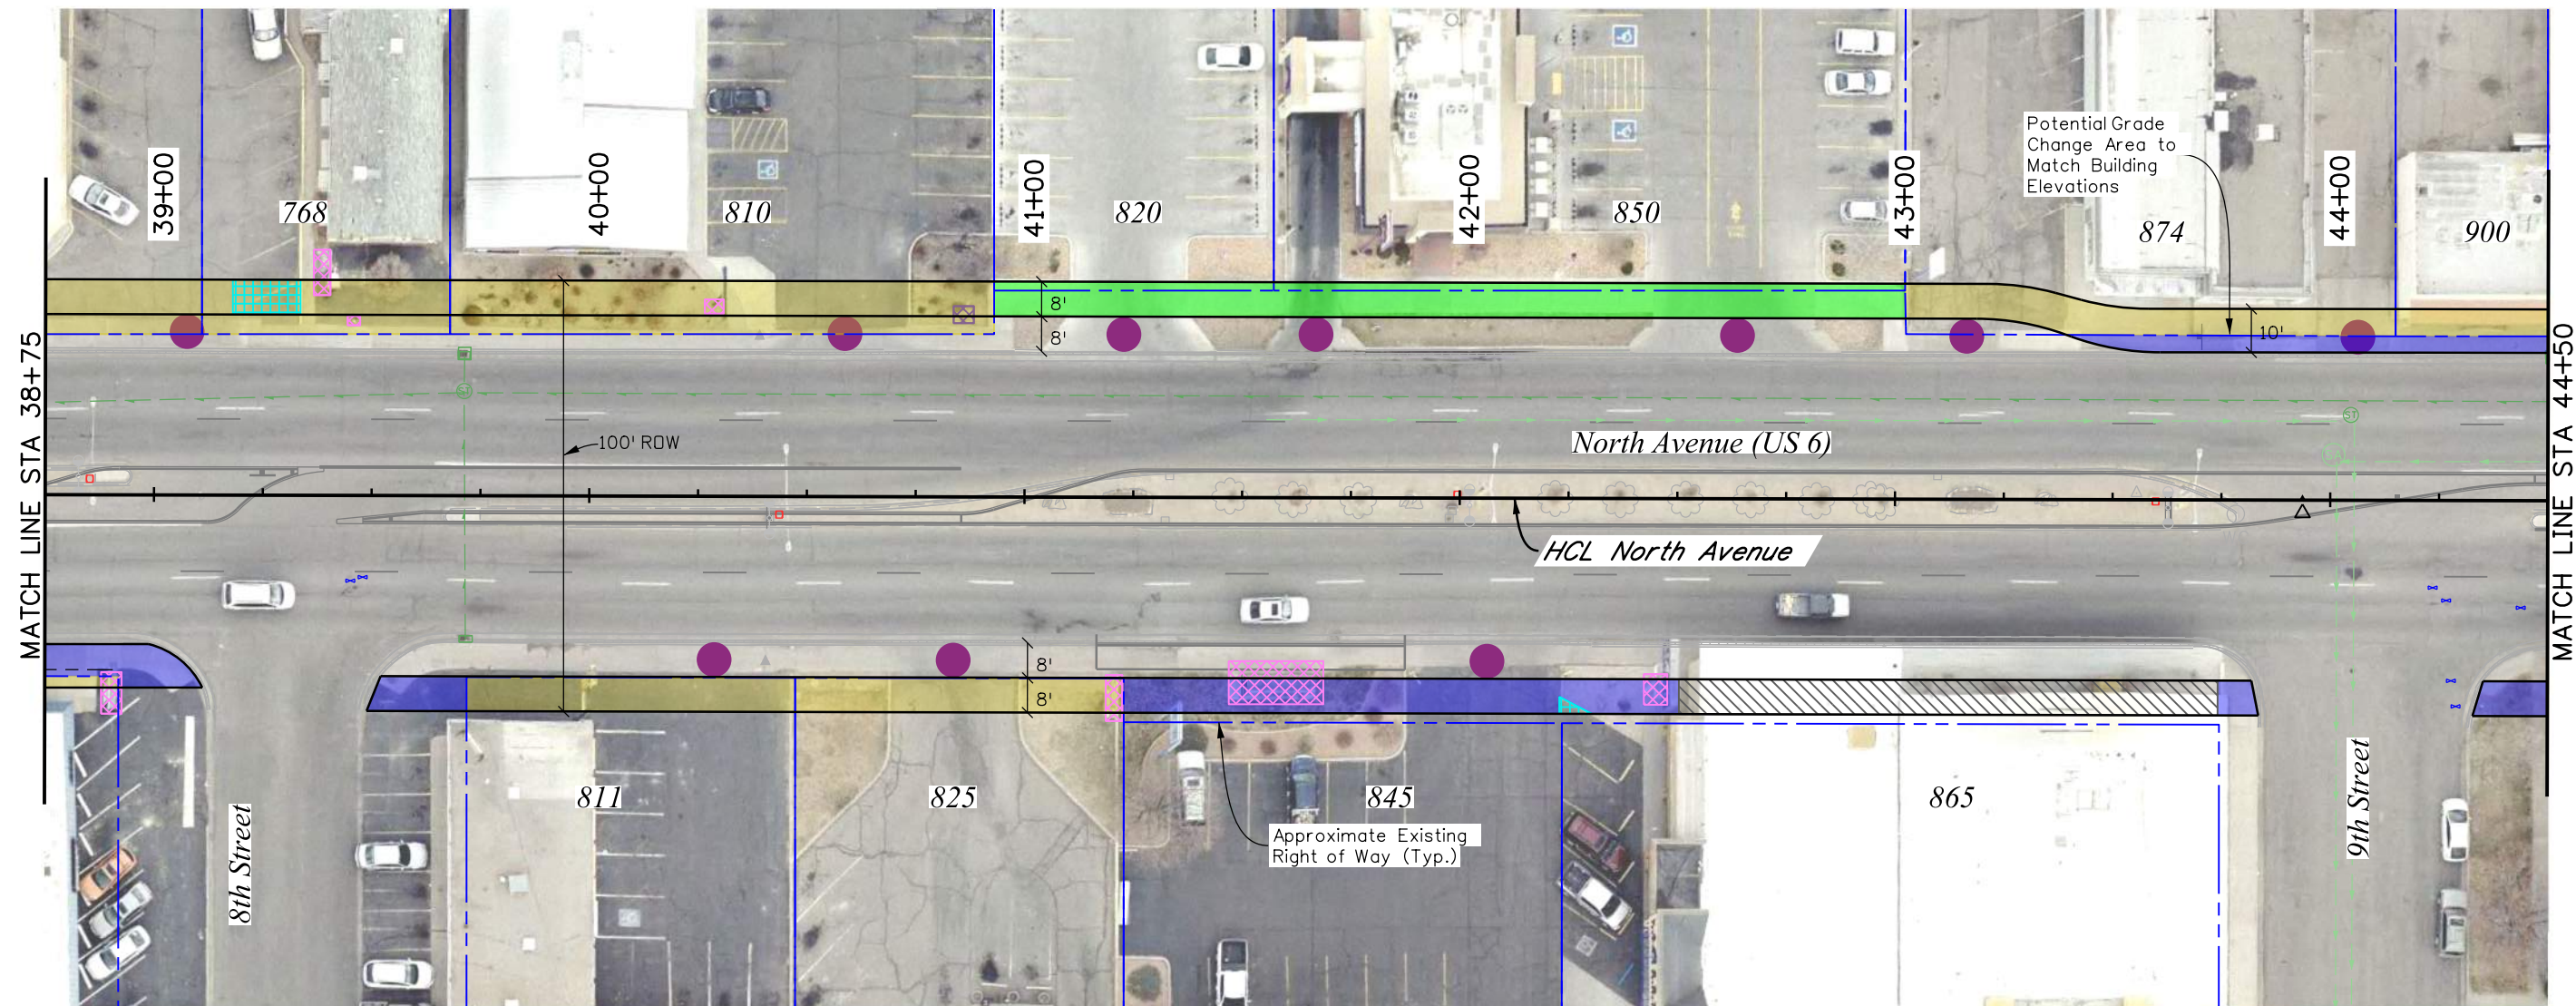 MATCH LINE STA 38+75
39+00
768
40+00
810
41+00
820
42+00
850
43+00
Potential Grade
Change Area to
Match Building
Elevations
874
44+00
900
8'
8'
10'
MATCH LINE STA 44+50
100' ROW
North Avenue (US 6)
ST
ST
HCL North Avenue
8'
8'
8th Street
811
825
845
865
9th Street
Approximate Existing
Right of Way (Typ.)